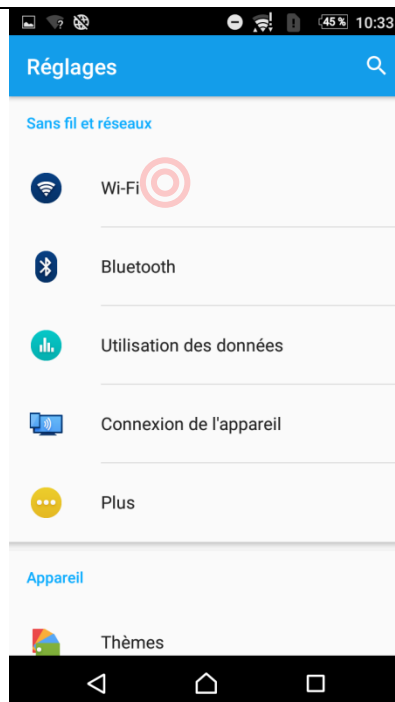 45% 10:33
Réglages
Sans fil et réseaux
Wi-Fi
Bluetooth
Utilisation des données
Connexion de l'appareil
Plus
Appareil
Thèmes